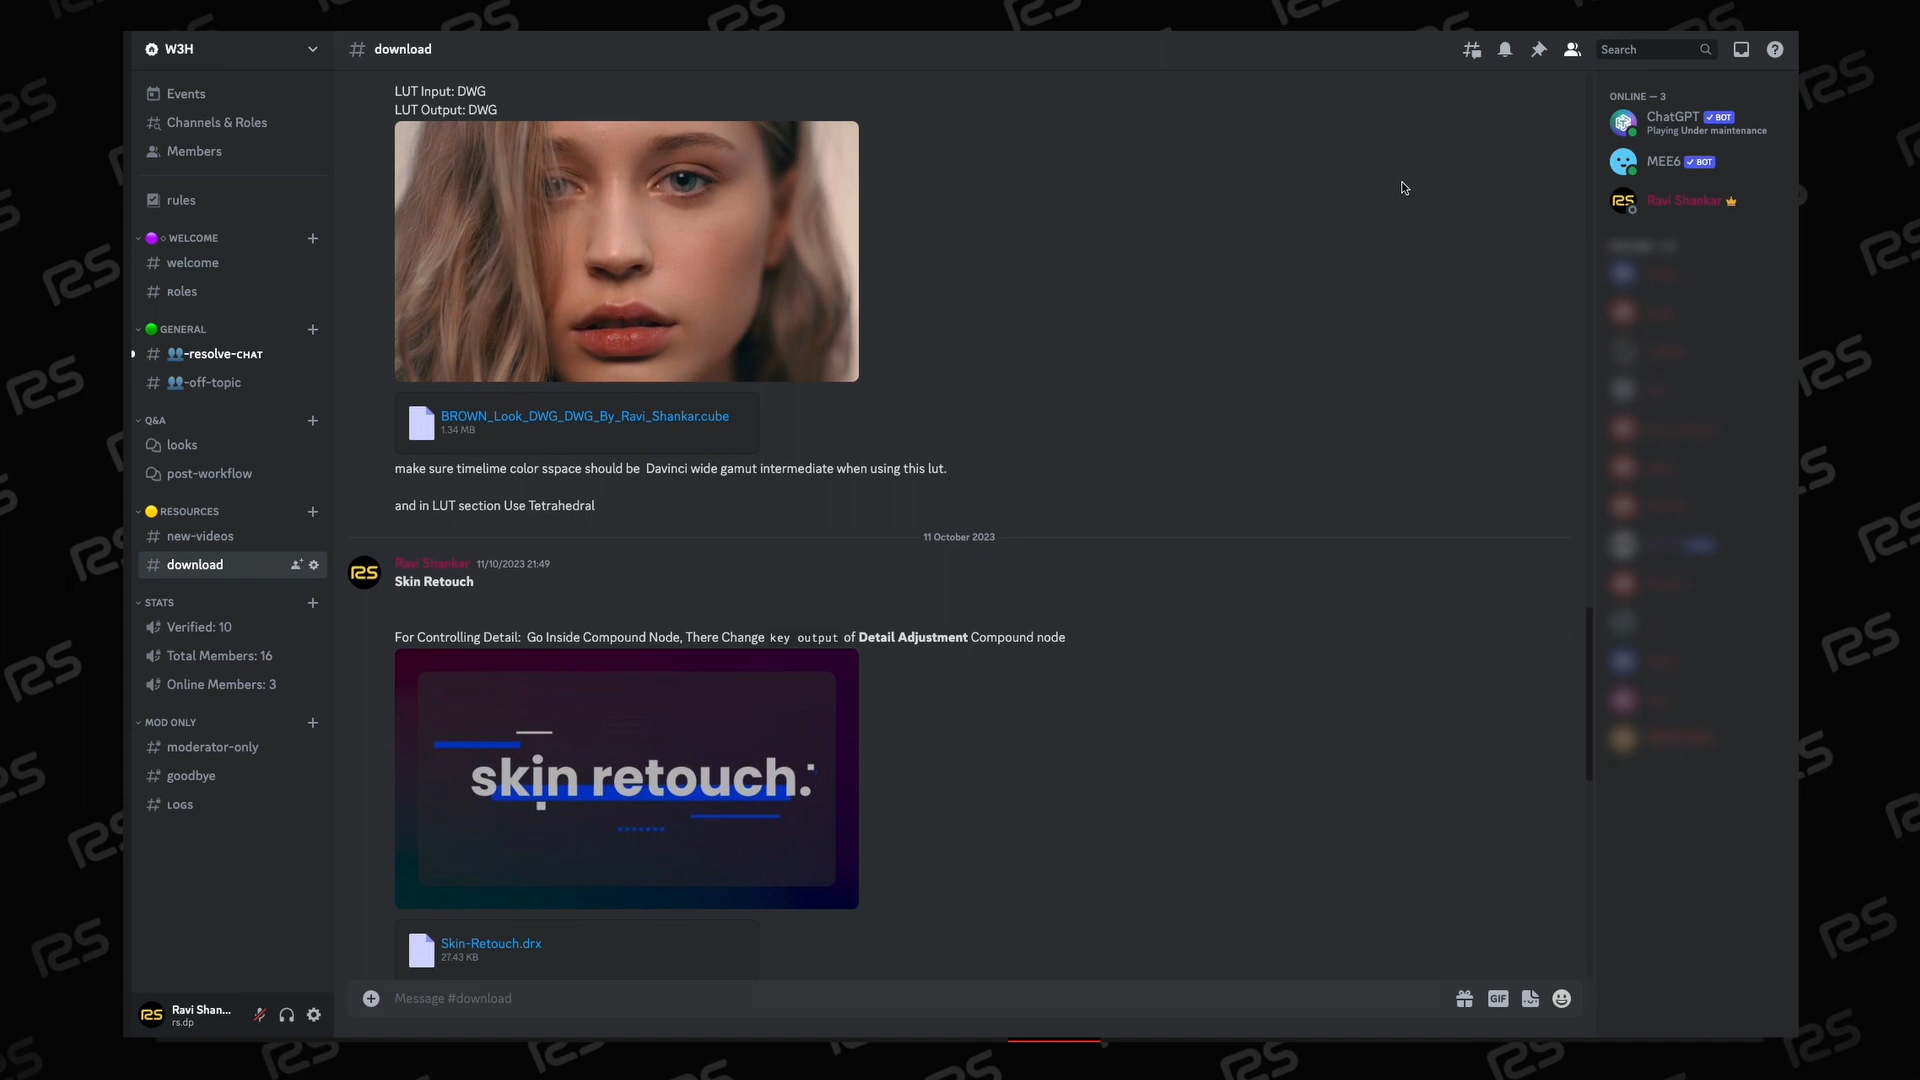 W3H
# download
Search
Events
Channels & Roles
Members
rules
WELCOME
welcome
ROLES
GENERAL
-resolve-CHAT
-off-topic
Q&A
looks
post-workflow
RESOURCES
new-videos
download
STATS
Verified: 10
Total Members: 16
Online Members: 3
MOD ONLY
moderator-only
goodbye
LOGS
Ravi Shan...
rs.dp
LUT Input: DWG
LUT Output: DWG
BROWN_Look_DWG_DWG_By_Ravi_Shankar.cube
1.34 MB
make sure timelime color sspace should be Davinci wide gamut intermediate when using this lut.
and in LUT section Use Tetrahedral
11 October 2023
RS
Ravi Shankar 11/10/2023 21:49
Skin Retouch
For Controlling Detail: Go Inside Compound Node, There Change key output of Detail Adjustment Compound node
skin retouch.
Skin-Retouch.drx
27.43 KB
Message #download
GIF
ONLINE — 3
ChatGPT BOT
Playing Under maintenance
MEE6 BOT
RS Ravi Shankar